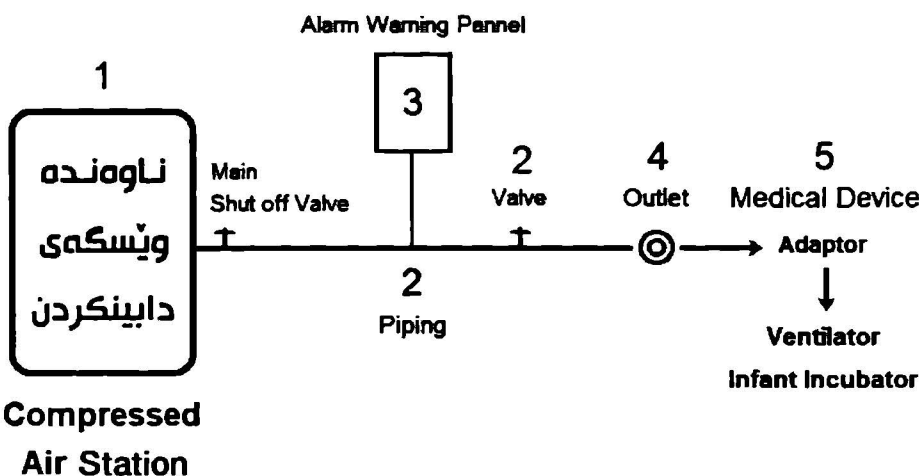 Alarm Warning Pannel
1
3
ناوەندە
وێسگەی
دابینکردن
Main
Shut off Valve
2
Valve
4
Outlet
5
Medical Device
Adaptor
2
Piping
Ventilator
Infant Incubator
Compressed
Air Station